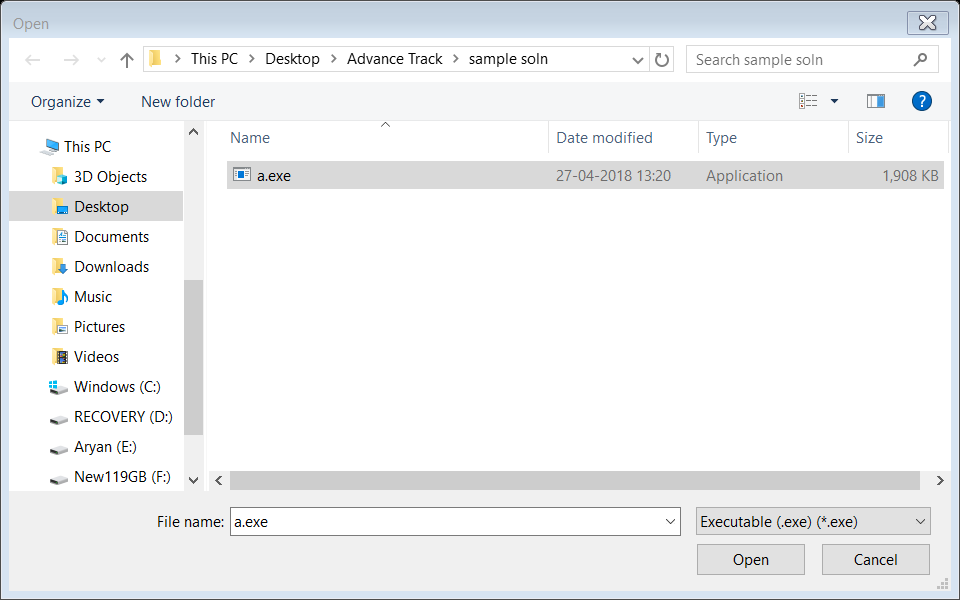 Open
This PC Desktop Advance Track sample soln
Search sample soln
Organize New folder
?
Name Date modified Type Size
a.exe 27-04-2018 13:20 Application 1,908 KB
This PC
3D Objects
Desktop
Documents
Downloads
Music
Pictures
Videos
Windows (C:)
RECOVERY (D:)
Aryan (E:)
New119GB (F:)
File name: a.exe
Executable (.exe) (*.exe)
Open Cancel